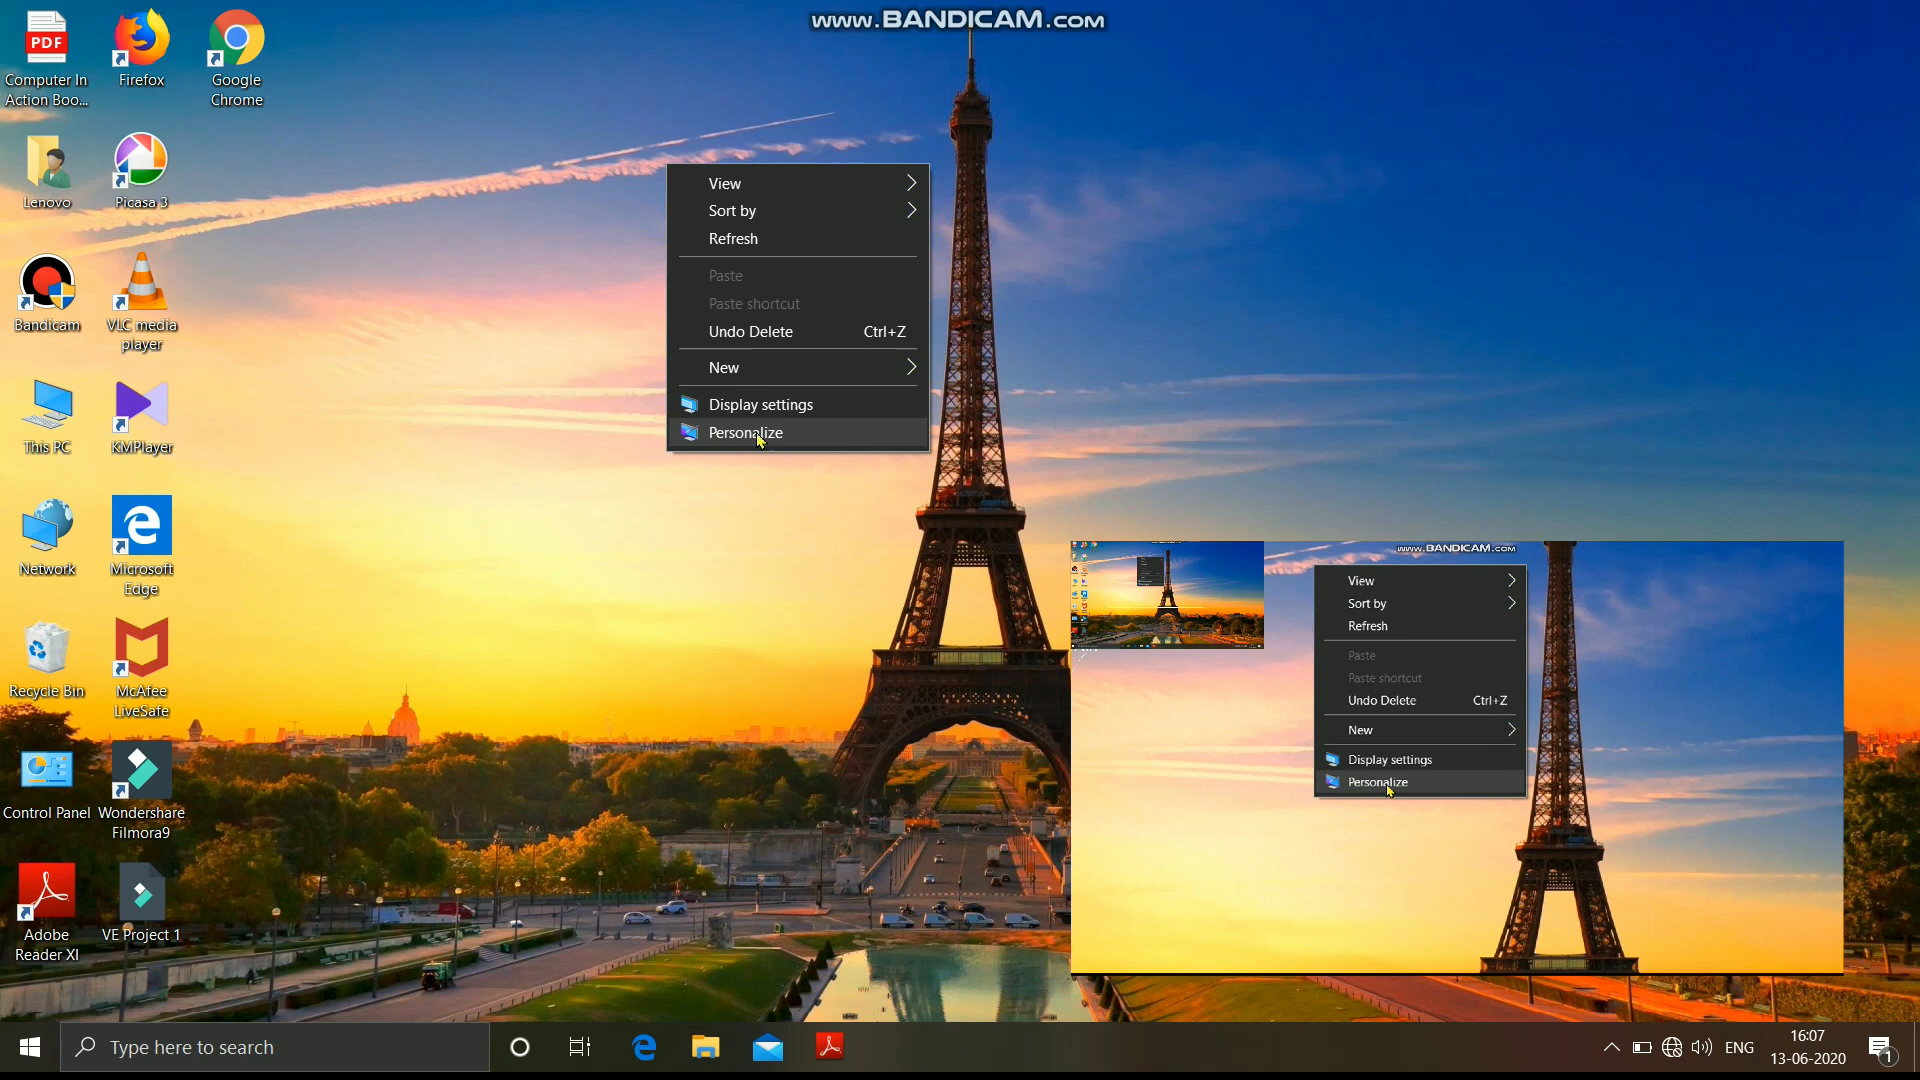 www.BANDICAM.com
PDF
Computer In
Action Boo...
Firefox
Google
Chrome
Lenovo
Picasa 3
Bandicam
VLC media
player
This PC
KMPlayer
Network
Microsoft
Edge
Recycle Bin
McAfee
LiveSafe
Control Panel
Wondershare
Filmora9
Adobe
Reader XI
VE Project 1
View
Sort by
Refresh
Paste
Paste shortcut
Undo Delete Ctrl+Z
New
Display settings
Personalize
www.BANDICAM.com
View
Sort by
Refresh
Paste
Paste shortcut
Undo Delete Ctrl+Z
New
Display settings
Personalize
Type here to search
ENG
16:07
13-06-2020
1